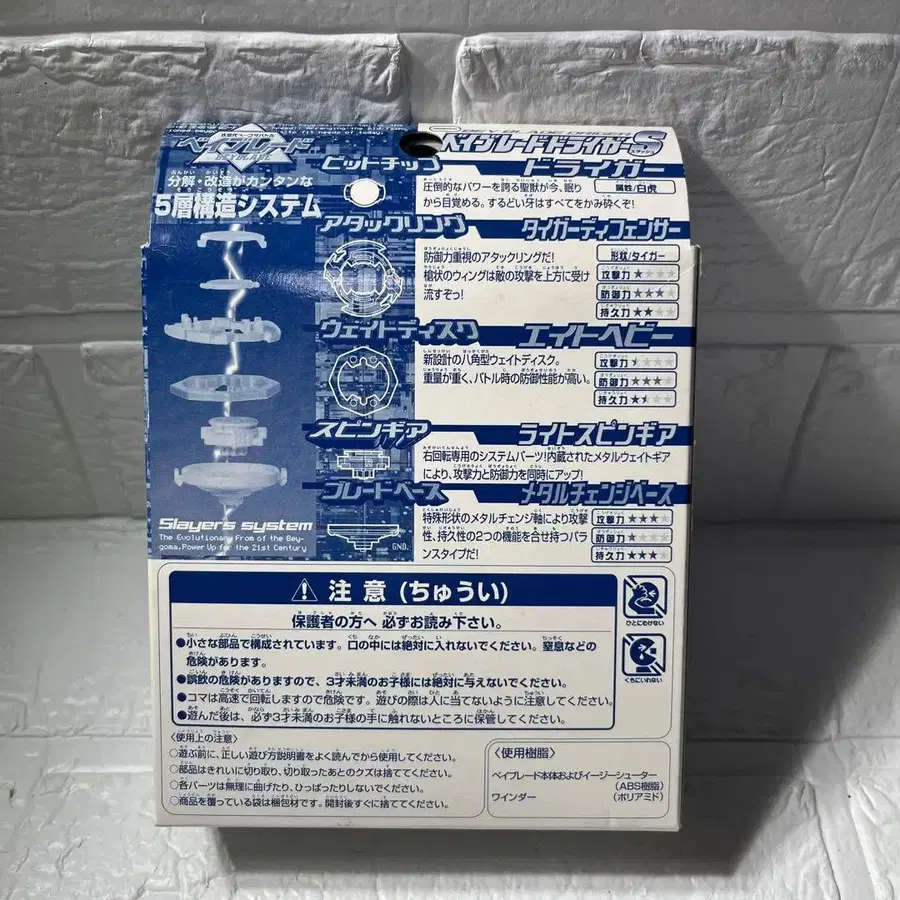 次世代ベーゴマバトル
ベイブレード
BEYBLADE
分解・改造がカンタンな
5層構造システム
Slayers system
The Evolutionary From of the Bey-
goma.Power Up for the 21st Century
ベイブレードドライガーS
スラッシュ
ビットチップ
ドライガー
圧倒的なパワーを誇る聖獣が今、眠り
から目覚める。するどい牙はすべてをかみ砕くぞ!
属性/白虎
アタックリング
タイガーディフェンサー
防御力重視のアタックリングだ!
槍状のウィングは敵の攻撃を上方に受け
流すぞっ!
形状/タイガー
攻撃力 ★☆☆☆☆
防御力 ★★★☆☆
持久力 ★★☆☆☆
ウェイトディスク
エイトヘビー
新設計の八角型ウェイトディスク。
重量が重く、バトル時の防御性能が高い。
攻撃力
防御力 ★★★☆☆
持久力
スピンギア
ライトスピンギア
右回転専用のシステムパーツ!内蔵されたメタルウェイトギア
により、攻撃力と防御力を同時にアップ!
ブレードベース
メタルチェンジベース
特殊形状のメタルチェンジ軸により攻撃
性、持久性の2つの機能を合せ持つバラ
ンスタイプだ!
攻撃力 ★★★☆☆
防御力 ★☆☆☆☆
持久力 ★★★☆☆
GND.
注意(ちゅうい)
保護者の方へ 必ずお読み下さい。
●小さな部品で構成されています。口の中には絶対に入れないでください。窒息などの
危険があります。
●誤飲の危険がありますので、3才未満のお子様には絶対に与えないでください。
●コマは高速で回転しますので危険です。遊びの際は人に当てないように注意してください。
●遊んだ後は、必ず3才未満のお子様の手に触れないところに保管してください。
ひとにむけない
くちにいれない
〈使用上の注意〉
○遊ぶ前に、正しい遊び方説明書をよく読んでから使用してください。
○部品はきれいに切り取り、切り取ったあとのクズは捨ててください。
○各パーツは無理に曲げたり、ひっぱったりしないでください。
○商品を覆っている袋は梱包材です。開封後すぐに捨ててください。
〈使用樹脂〉
ベイブレード本体およびイージーシューター
(ABS樹脂)
ワインダー
(ポリアミド)